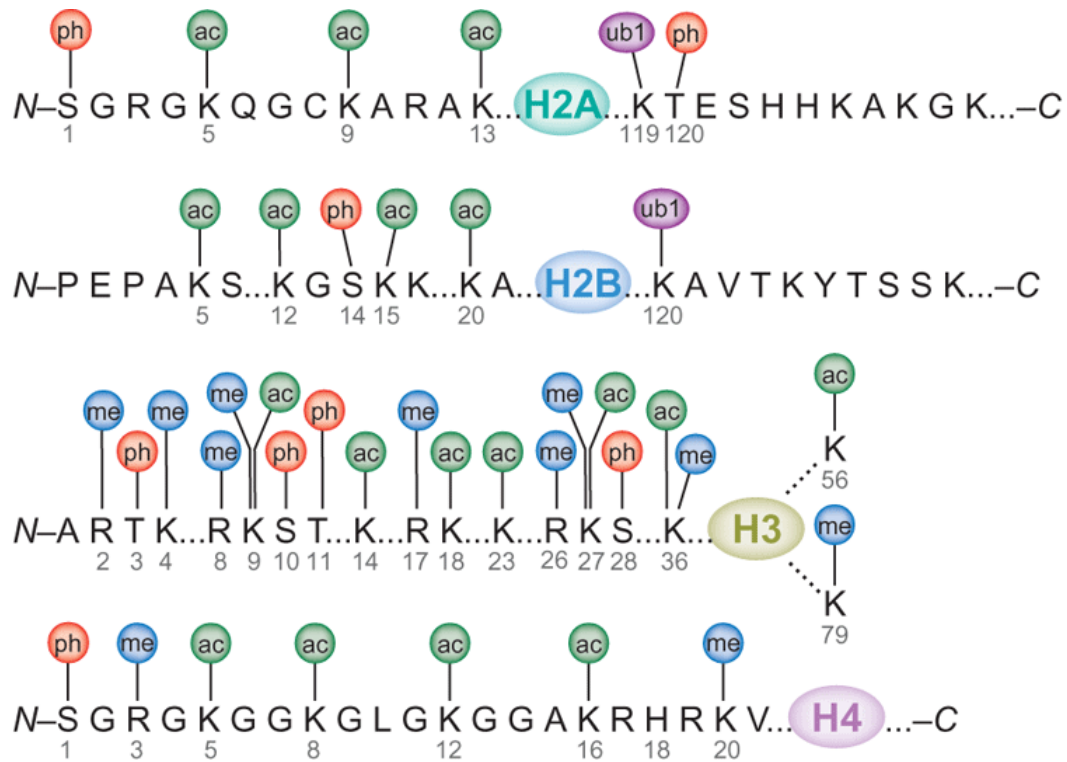 ph ac ac ac ub1 ph
N–S G R G K Q G C K A R A K... H2A ...K T E S H H K A K G K...–C
1 5 9 13 119 120
ac ac ph ac ac ub1
N–P E P A K S...K G S K K...K A... H2B ...K A V T K Y T S S K...–C
5 12 14 15 20 120
ac
me me me ac ph me me ac ac
ph me ph ac ac ac me ph me
K
56
N–A R T K...R K S T...K...R K...K...R K S...K... H3 me
2 3 4 8 9 10 11 14 17 18 23 26 27 28 36
K
79
ph me ac ac ac ac me
N–S G R G K G G K G L G K G G A K R H R K V... H4 ...–C
1 3 5 8 12 16 18 20